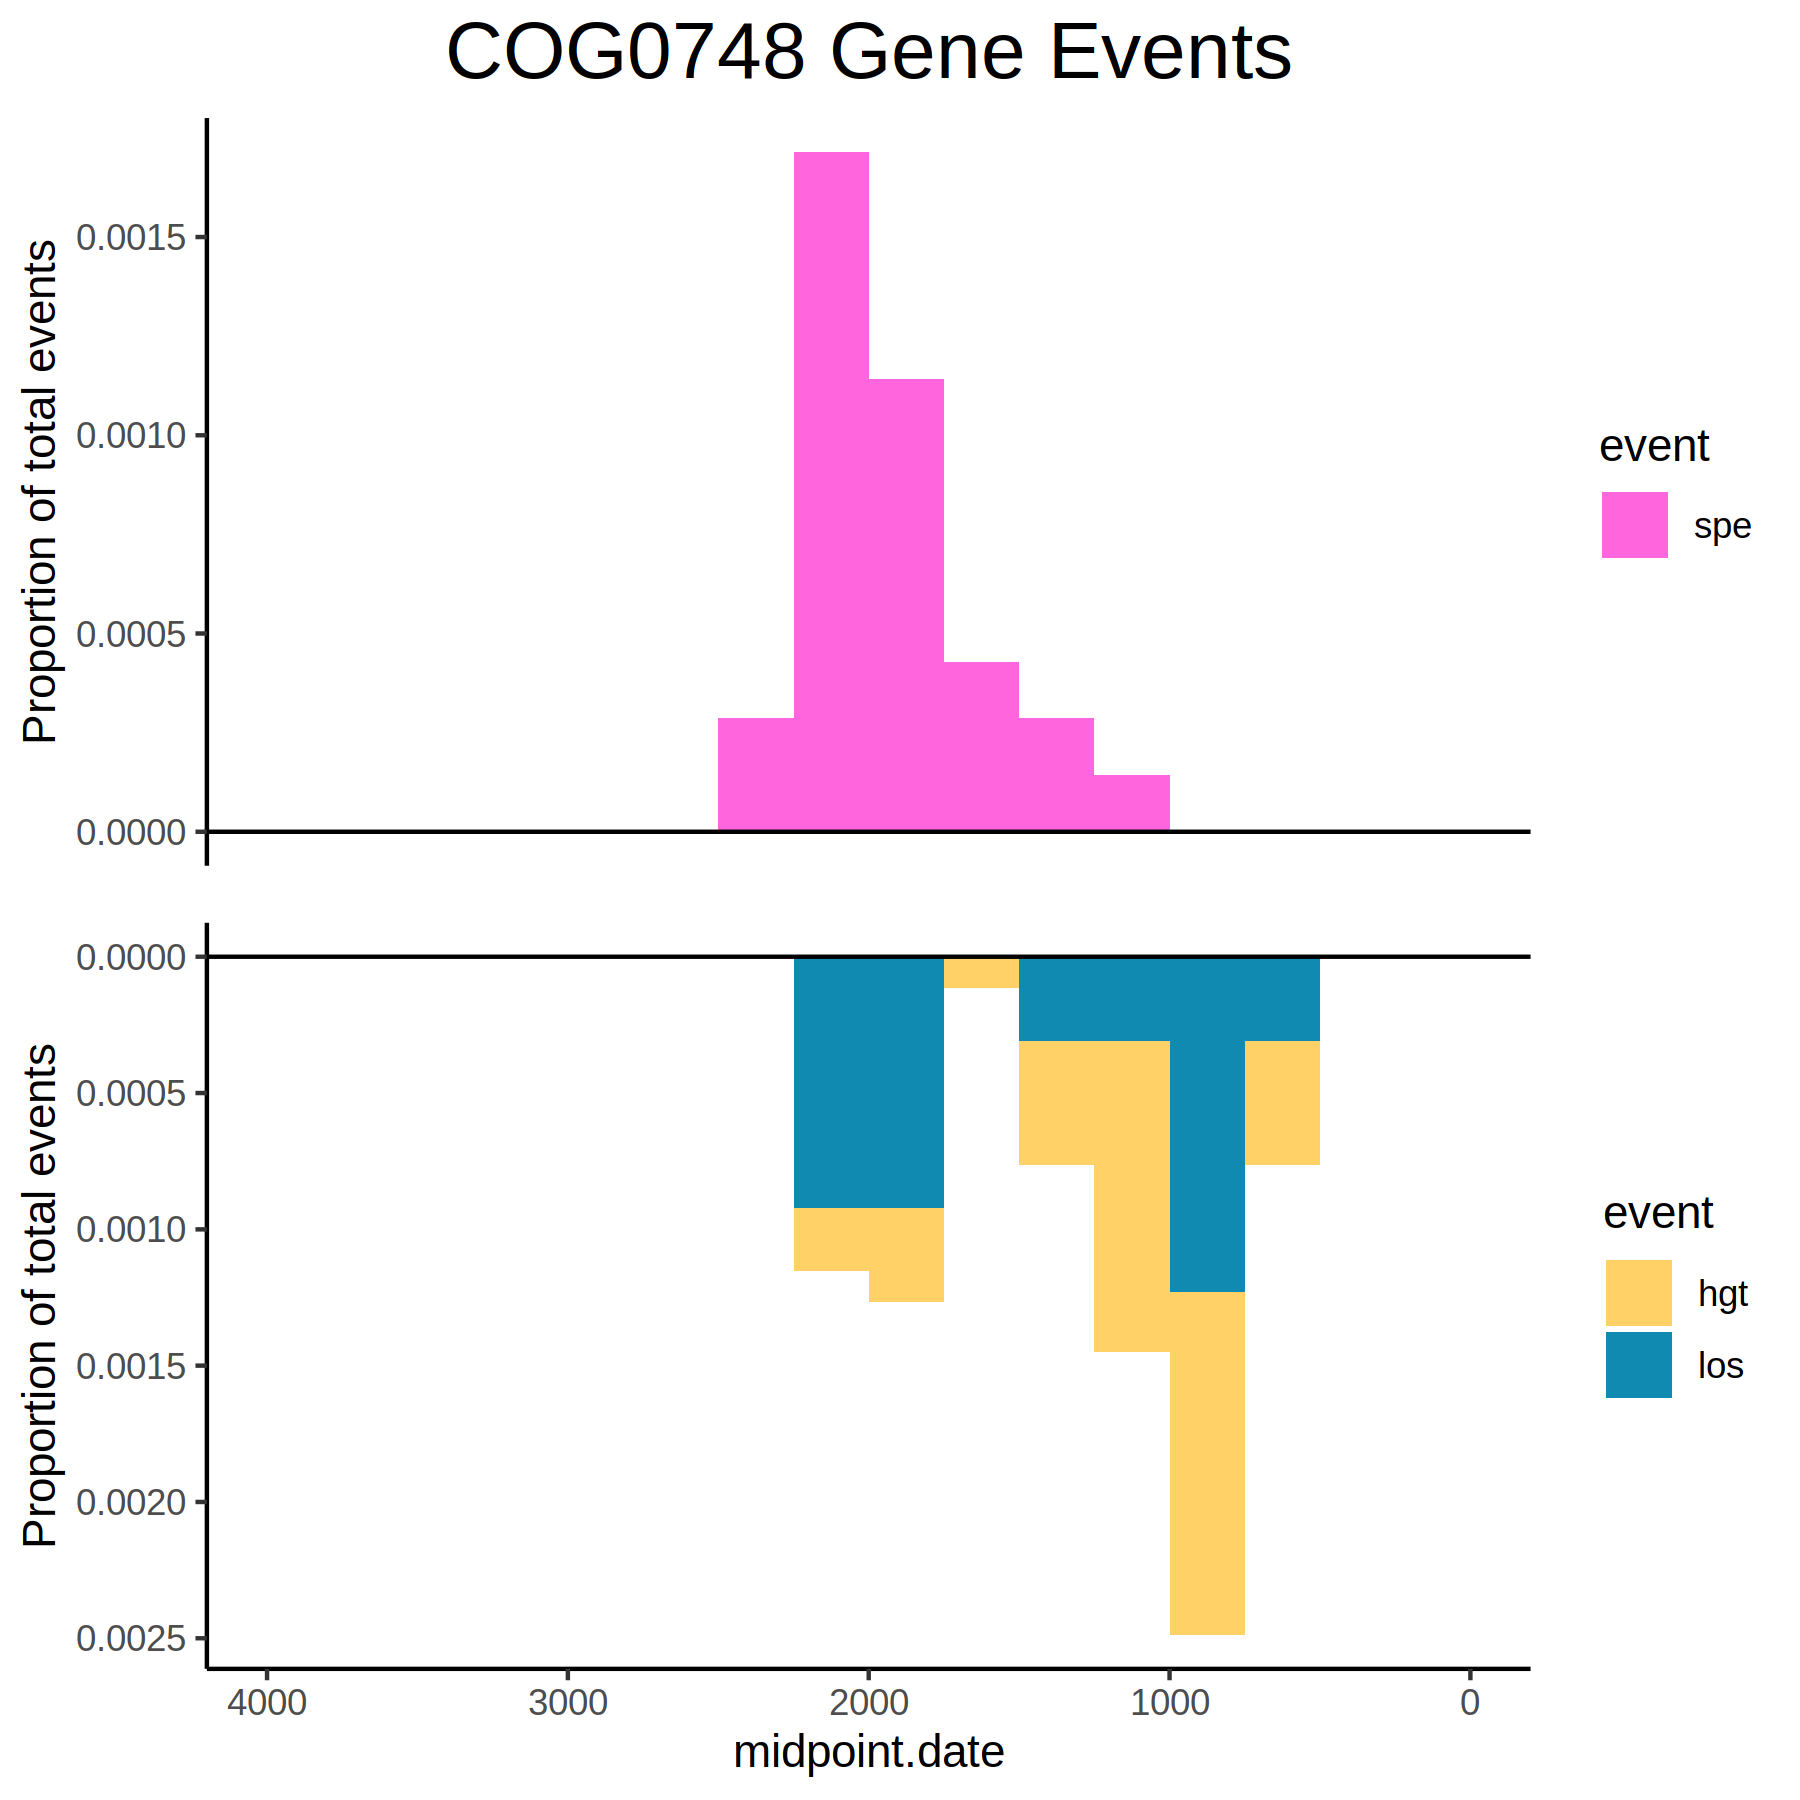 COG0748 Gene Events
Proportion of total events
0.0015
0.0010
0.0005
0.0000
event
spe
Proportion of total events
0.0000
0.0005
0.0010
0.0015
0.0020
0.0025
event
hgt
los
4000 3000 2000 1000 0
midpoint.date